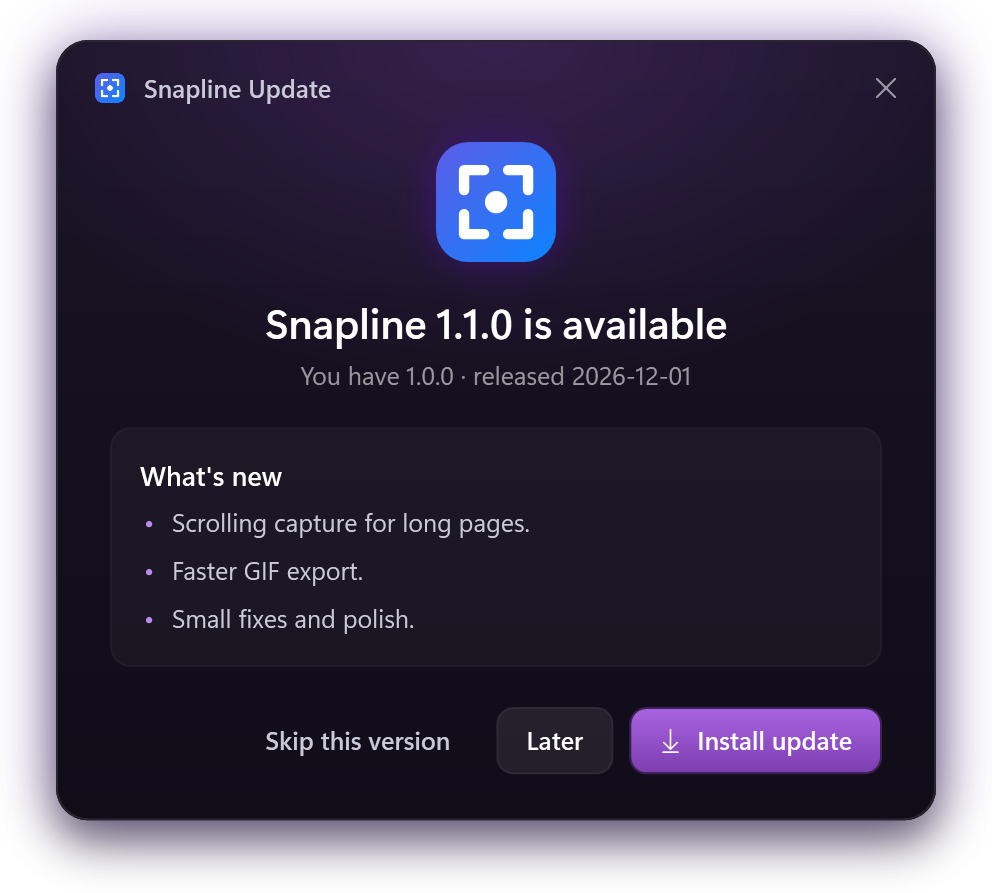 Snapline Update
Snapline 1.1.0 is available
You have 1.0.0 · released 2026-12-01
What's new
• Scrolling capture for long pages.
• Faster GIF export.
• Small fixes and polish.
Skip this version
Later
Install update